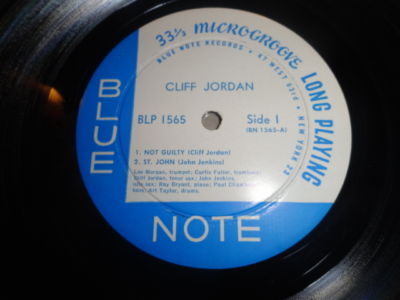 33⅓ MICROGROOVE LONG PLAYING
BLUE NOTE RECORDS • 47 WEST 63rd • NEW YORK 23
CLIFF JORDAN
BLP 1565 Side 1
(BN 1565-A)
1. NOT GUILTY (Cliff Jordan)
2. ST. JOHN (John Jenkins)
Lee Morgan, trumpet; Curtis Fuller, trombone;
Cliff Jordan, tenor sax; John Jenkins,
alto sax; Ray Bryant, piano; Paul Chambers,
bass; Art Taylor, drums.
BLUE
NOTE